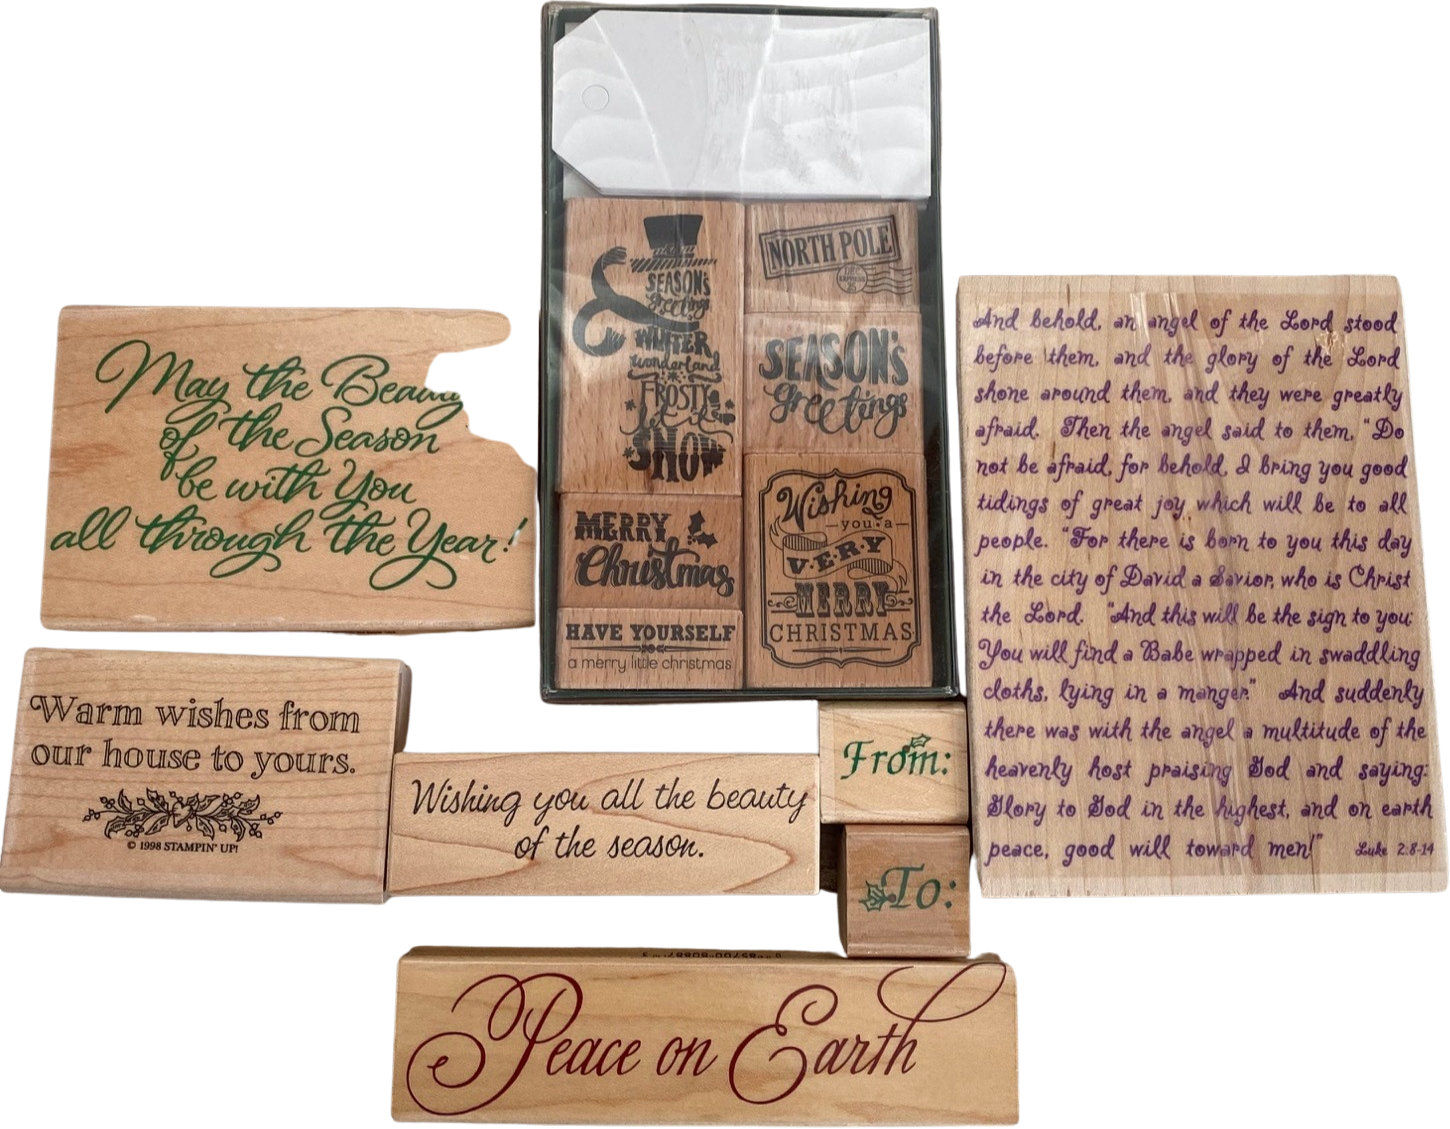 May the Beauty
of the Season
be with You
all through the Year!
SEASON'S
greetings
WINTER
wonderland
FROSTY
let it
SNOW
NORTH POLE
SEASON'S
greetings
MERRY
Christmas
HAVE YOURSELF
a merry little christmas
Wishing
you a
V·E·R·Y
MERRY
CHRISTMAS
And behold, an angel of the Lord stood
before them, and the glory of the Lord
shone around them, and they were greatly
afraid. Then the angel said to them, "Do
not be afraid, for behold, I bring you good
tidings of great joy which will be to all
people. "For there is born to you this day
in the city of David a Savior, who is Christ
the Lord. "And this will be the sign to you:
You will find a Babe wrapped in swaddling
cloths, lying in a manger." And suddenly
there was with the angel a multitude of the
heavenly host praising God and saying:
Glory to God in the highest, and on earth
peace, good will toward men!" Luke 2:8-14
Warm wishes from
our house to yours.
© 1998 STAMPIN' UP!
Wishing you all the beauty
of the season.
From:
To:
Peace on Earth